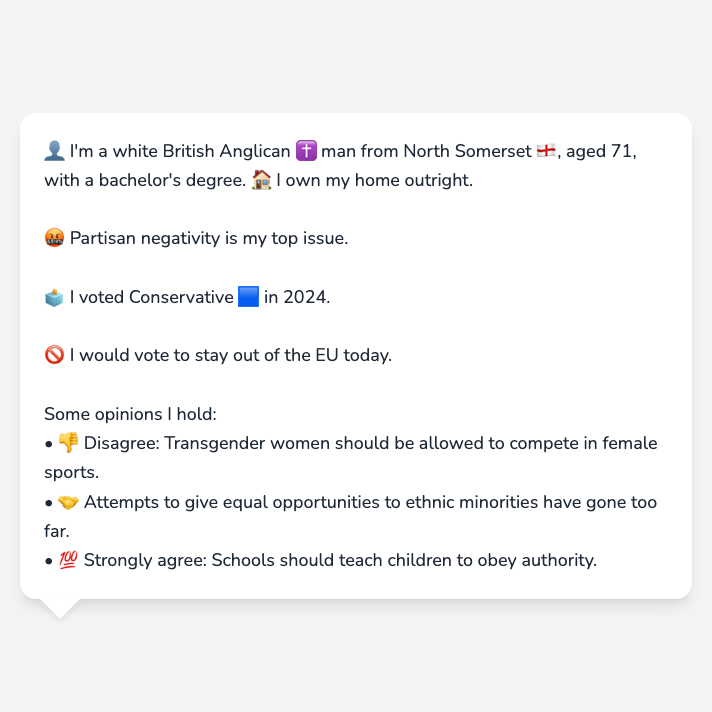 👤 I'm a white British Anglican ✝️ man from North Somerset 🏴󠁧󠁢󠁥󠁮󠁧󠁿, aged 71,
with a bachelor's degree. 🏠 I own my home outright.
🤬 Partisan negativity is my top issue.
🗳️ I voted Conservative 🟦 in 2024.
🚫 I would vote to stay out of the EU today.
Some opinions I hold:
• 👎 Disagree: Transgender women should be allowed to compete in female
sports.
• 🤝 Attempts to give equal opportunities to ethnic minorities have gone too
far.
• 💯 Strongly agree: Schools should teach children to obey authority.